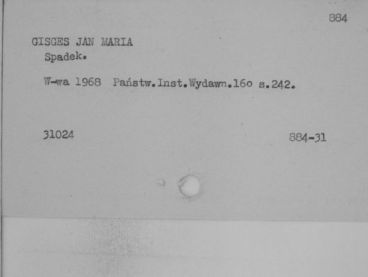 884
GISGES JAN MARIA
Spadek.
W-wa 1968 Państw.Inst.Wydawn.16o s.242.
31024 884-31